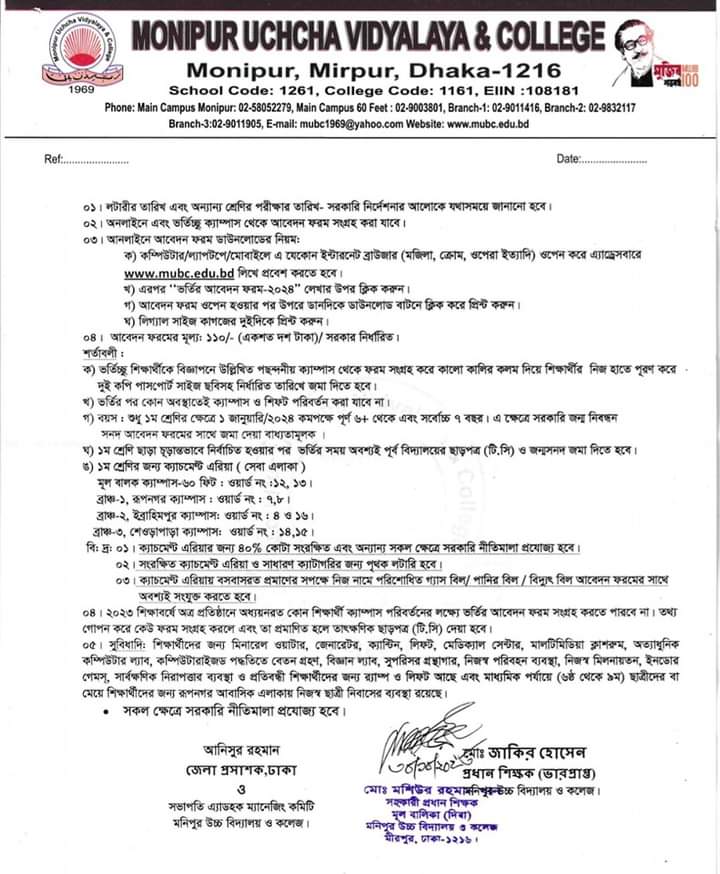 MONIPUR UCHCHA VIDYALAYA & COLLEGE
Monipur Uchcha Vidyalaya & College
1969
মুজিব
100
Monipur, Mirpur, Dhaka-1216
School Code: 1261, College Code: 1161, EIIN :108181
Phone: Main Campus Monipur: 02-58052279, Main Campus 60 Feet : 02-9003801, Branch-1: 02-9011416, Branch-2: 02-9832117
Branch-3:02-9011905, E-mail: mubc1969@yahoo.com Website: www.mubc.edu.bd
Ref:....................... Date:.......................
০১। লটারীর তারিখ এবং অন্যান্য শ্রেণির পরীক্ষার তারিখ- সরকারি নির্দেশনার আলোকে যথাসময়ে জানানো হবে।
০২। অনলাইনে এবং ভর্তিচ্ছু ক্যাম্পাস থেকে আবেদন ফরম সংগ্রহ করা যাবে।
০৩। আনলাইনে আবেদন ফরম ডাউনলোডের নিয়ম:
ক) কম্পিউটার/ল্যাপটপে/মোবাইলে এ যেকোন ইন্টারনেট ব্রাউজার (মজিলা, ক্রোম, ওপেরা ইত্যাদি) ওপেন করে এ্যাড্রেসবারে
www.mubc.edu.bd লিখে প্রবেশ করতে হবে।
খ) এরপর "ভর্তির আবেদন ফরম-২০২৪" লেখার উপর ক্লিক করুন।
গ) আবেদন ফরম ওপেন হওয়ার পর উপরে ডানদিকে ডাউনলোড বাটনে ক্লিক করে প্রিন্ট করুন।
ঘ) লিগ্যাল সাইজ কাগজের দুইদিকে প্রিন্ট করুন।
০৪। আবেদন ফরমের মূল্য: ১১০/- (একশত দশ টাকা)/ সরকার নির্ধারিত।
শর্তাবলী :
ক) ভর্তিচ্ছু শিক্ষার্থীকে বিজ্ঞাপনে উল্লিখিত পছন্দনীয় ক্যাম্পাস থেকে ফরম সংগ্রহ করে কালো কালির কলম দিয়ে শিক্ষার্থীর নিজ হাতে পূরণ করে
দুই কপি পাসপোর্ট সাইজ ছবিসহ নির্ধারিত তারিখে জমা দিতে হবে।
খ) ভর্তির পর কোন অবস্থাতেই ক্যাম্পাস ও শিফট পরিবর্তন করা যাবে না।
গ) বয়স : শুধু ১ম শ্রেণির ক্ষেত্রে ১ জানুয়ারি/২০২৪ কমপক্ষে পূর্ণ ৬+ থেকে এবং সর্বোচ্চ ৭ বছর। এ ক্ষেত্রে সরকারি জন্ম নিবন্ধন
সনদ আবেদন ফরমের সাথে জমা দেয়া বাধ্যতামূলক ।
ঘ) ১ম শ্রেণি ছাড়া চূড়ান্তভাবে নির্বাচিত হওয়ার পর ভর্তির সময় অবশ্যই পূর্ব বিদ্যালয়ের ছাড়পত্র (টি.সি) ও জন্মসনদ জমা দিতে হবে।
ঙ) ১ম শ্রেণির জন্য ক্যাচমেন্ট এরিয়া ( সেবা এলাকা )
মূল বালক ক্যাম্পাস-৬০ ফিট : ওয়ার্ড নং :১২, ১৩।
ব্রাঞ্চ-১, রূপনগর ক্যাম্পাস : ওয়ার্ড নং : ৭,৮।
ব্রাঞ্চ-২, ইব্রাহিমপুর ক্যাম্পাস: ওয়ার্ড নং : ৪ ও ১৬।
ব্রাঞ্চ-৩, শেওড়াপাড়া ক্যাম্পাস: ওয়ার্ড নং : ১৪,১৫।
বি: দ্র: ০১। ক্যাচমেন্ট এরিয়ার জন্য ৪০% কোটা সংরক্ষিত এবং অন্যান্য সকল ক্ষেত্রে সরকারি নীতিমালা প্রযোজ্য হবে।
০২। সংরক্ষিত ক্যাচমেন্ট এরিয়া ও সাধারণ ক্যাটাগরির জন্য পৃথক লটারি হবে।
০৩। ক্যাচমেন্ট এরিয়ায় বসবাসরত প্রমাণের সপক্ষে নিজ নামে পরিশোধিত গ্যাস বিল/ পানির বিল / বিদ্যুৎ বিল আবেদন ফরমের সাথে
অবশ্যই সংযুক্ত করতে হবে।
০৪। ২০২৩ শিক্ষাবর্ষে অত্র প্রতিষ্ঠানে অধ্যয়নরত কোন শিক্ষার্থী ক্যাম্পাস পরিবর্তনের লক্ষ্যে ভর্তির আবেদন ফরম সংগ্রহ করতে পারবে না। তথ্য
গোপন করে কেউ ফরম সংগ্রহ করলে এবং তা প্রমাণিত হলে তাৎক্ষণিক ছাড়পত্র (টি.সি) দেয়া হবে।
০৫। সুবিধাদি: শিক্ষার্থীদের জন্য মিনারেল ওয়াটার, জেনারেটর, ক্যান্টিন, লিফট, মেডিক্যাল সেন্টার, মালটিমিডিয়া ক্লাশরুম, অত্যাধুনিক
কম্পিউটার ল্যাব, কম্পিউটারাইজড পদ্ধতিতে বেতন গ্রহণ, বিজ্ঞান ল্যাব, সুপরিসর গ্রন্থাগার, নিজস্ব পরিবহন ব্যবস্থা, নিজস্ব মিলনায়তন, ইনডোর
গেমস্, সার্বক্ষণিক নিরাপত্তার ব্যবস্থা ও প্রতিবন্ধী শিক্ষার্থীদের জন্য র‍্যাম্প ও লিফট আছে এবং মাধ্যমিক পর্যায়ে (৬ষ্ঠ থেকে ৯ম) ছাত্রীদের বা
মেয়ে শিক্ষার্থীদের জন্য রূপনগর আবাসিক এলাকায় নিজস্ব ছাত্রী নিবাসের ব্যবস্থা রয়েছে।
• সকল ক্ষেত্রে সরকারি নীতিমালা প্রযোজ্য হবে।
আনিসুর রহমান
জেলা প্রসাশক,ঢাকা
ও
সভাপতি এ্যাডহক ম্যানেজিং কমিটি
মনিপুর উচ্চ বিদ্যালয় ও কলেজ।
মোঃ জাকির হোসেন
প্রধান শিক্ষক (ভারপ্রাপ্ত)
মনিপুর উচ্চ বিদ্যালয় ও কলেজ।
মোঃ মশিউর রহমান
সহকারী প্রধান শিক্ষক
মূল বালিকা (দিবা)
মনিপুর উচ্চ বিদ্যালয় ও কলেজ
মীরপুর, ঢাকা-১২১৬।